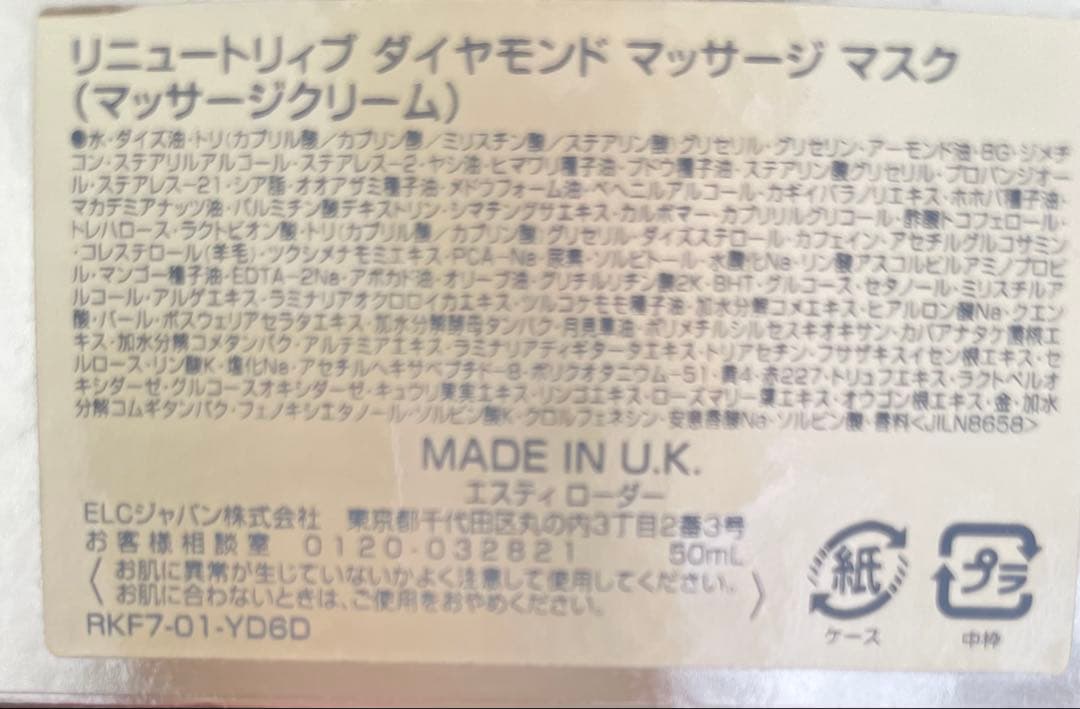 リニュートリィブ ダイヤモンド マッサージ マスク
（マッサージクリーム）
●水・ダイズ油・トリ（カプリル酸／カプリン酸／ミリスチン酸／ステアリン酸）グリセリル・グリセリン・アーモンド油・BG・ジメチ
コン・ステアリルアルコール・ステアレス-2・ヤシ油・ヒマワリ種子油・ブドウ種子油・ステアリン酸グリセリル・プロパンジオー
ル・ステアレス-21・シア脂・オオアザミ種子油・メドウフォーム油・ベヘニルアルコール・カギイバラノリエキス・ホホバ種子油・
マカデミアナッツ油・パルミチン酸デキストリン・シマテングサエキス・カルボマー・カプリリルグリコール・酢酸トコフェロール・
トレハロース・ラクトビオン酸・トリ（カプリル酸／カプリン酸）グリセリル・ダイズステロール・カフェイン・アセチルグルコサミン
・コレステロール（羊毛）・ツクシメナモミエキス・PCA-Na・尿素・ソルビトール・水酸化Na・リン酸アスコルビルアミノプロピ
ル・マンゴー種子油・EDTA-2Na・アボカド油・オリーブ油・グリチルリチン酸2K・BHT・グルコース・セタノール・ミリスチルア
ルコール・アルゲエキス・ラミナリアオクロロイカエキス・ツルコケモモ種子油・加水分解コメエキス・ヒアルロン酸Na・クエン
酸・パール・ボスウェリアセラタエキス・加水分解酵母タンパク・月見草油・ポリメチルシルセスキオキサン・カバアナタケ菌核エ
キス・加水分解コメタンパク・アルテミアエキス・ラミナリアディギタータエキス・トリアセチン・フサザキスイセン根エキス・セ
ルロース・リン酸K・塩化Na・アセチルヘキサペプチド-8・ポリクオタニウム-51・黄4・赤227・トリュフエキス・ラクトペルオ
キシダーゼ・グルコースオキシダーゼ・キュウリ果実エキス・リンゴエキス・ローズマリー葉エキス・オウゴン根エキス・金・加水
分解コムギタンパク・フェノキシエタノール・ソルビン酸K・クロルフェネシン・安息香酸Na・ソルビン酸・香料<JILN8658>
MADE IN U.K.
エスティ ローダー
ELCジャパン株式会社 東京都千代田区丸の内3丁目2番3号
お客様相談室 0120-032821 50mL
〈お肌に異常が生じていないかよく注意して使用してください。
お肌に合わないときは、ご使用をおやめください。〉
RKF7-01-YD6D
紙
ケース
プラ
中枠